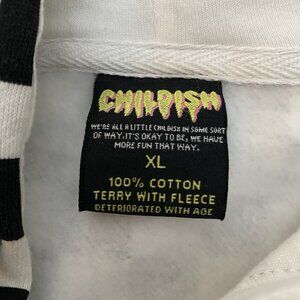 CHILDISH
WE'RE ALL A LITTLE CHILDISH IN SOME SORT
OF WAY. IT'S OKAY TO BE, WE HAVE
MORE FUN THAT WAY.
XL
100% COTTON
TERRY WITH FLEECE
DETERIORATED WITH AGE